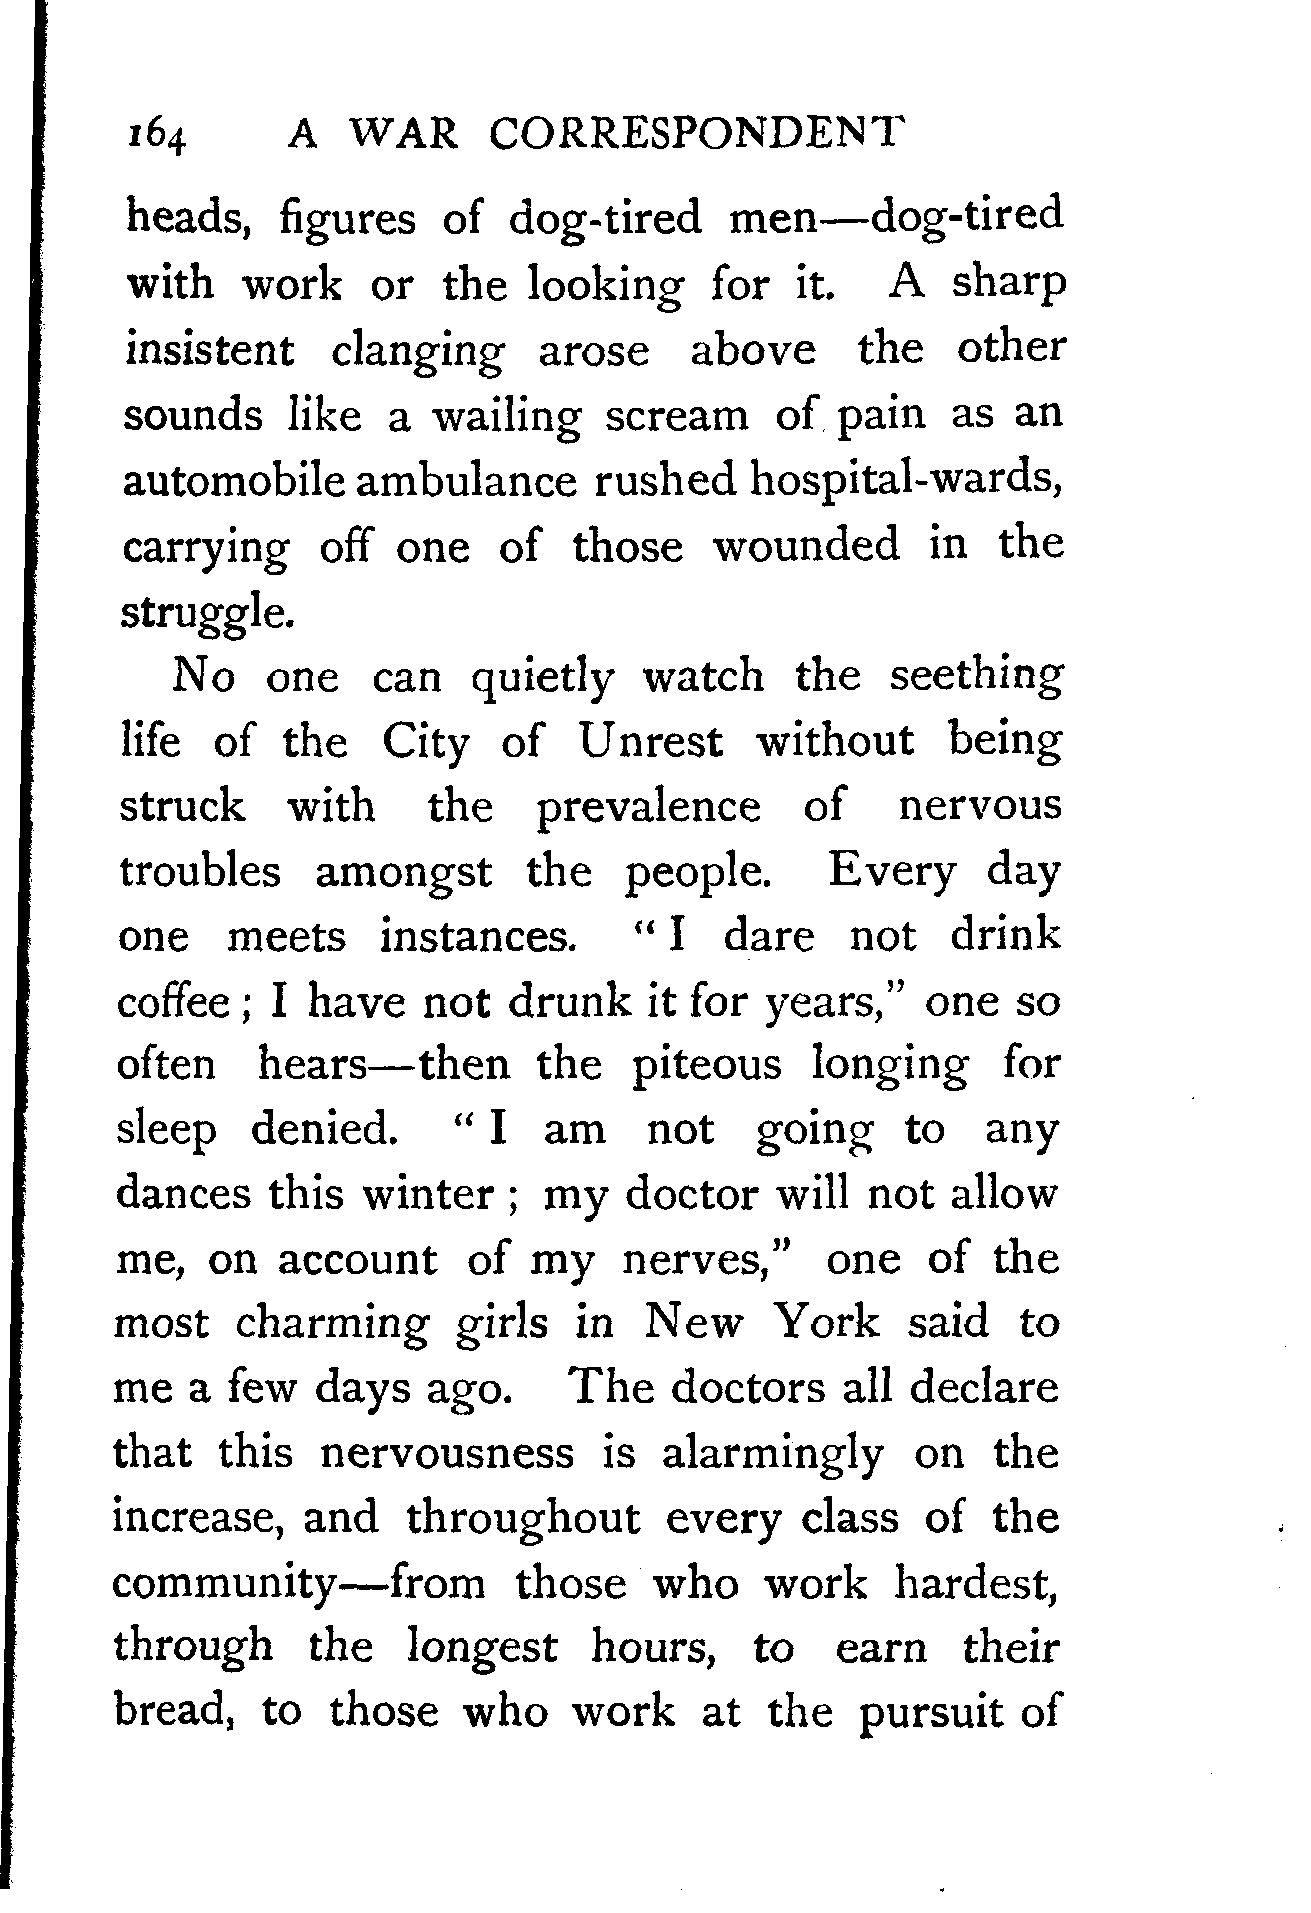 164 A WAR CORRESPONDENT
heads, figures of dog-tired men—dog-tired
with work or the looking for it. A sharp
insistent clanging arose above the other
sounds like a wailing scream of pain as an
automobile ambulance rushed hospital-wards,
carrying off one of those wounded in the
struggle.
No one can quietly watch the seething
life of the City of Unrest without being
struck with the prevalence of nervous
troubles amongst the people. Every day
one meets instances. “ I dare not drink
coffee ; I have not drunk it for years,” one so
often hears—then the piteous longing for
sleep denied. “ I am not going to any
dances this winter ; my doctor will not allow
me, on account of my nerves,” one of the
most charming girls in New York said to
me a few days ago. The doctors all declare
that this nervousness is alarmingly on the
increase, and throughout every class of the
community—from those who work hardest,
through the longest hours, to earn their
bread, to those who work at the pursuit of